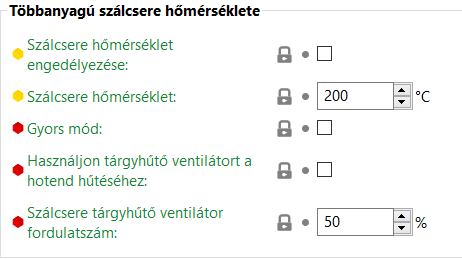 Többanyagú szálcsere hőmérséklete
Szálcsere hőmérséklet
engedélyezése:
Szálcsere hőmérséklet:
200 °C
Gyors mód:
Használjon tárgyhűtő ventilátort a
hotend hűtéséhez:
Szálcsere tárgyhűtő ventilátor
fordulatszám:
50 %